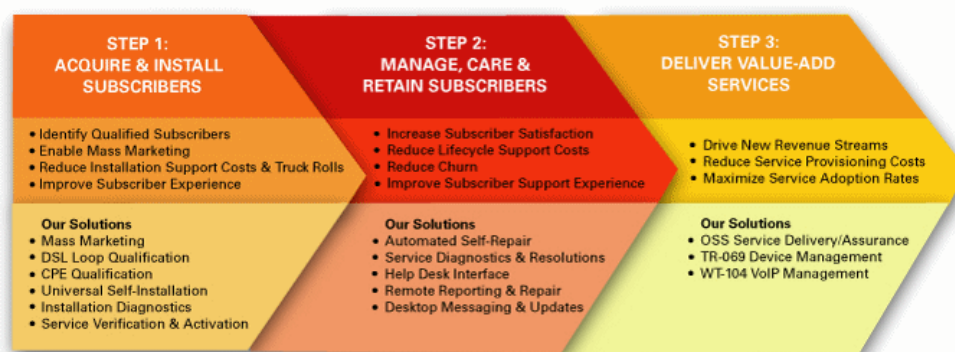 STEP 1:
ACQUIRE & INSTALL
SUBSCRIBERS
• Identify Qualified Subscribers
• Enable Mass Marketing
• Reduce Installation Support Costs & Truck Rolls
• Improve Subscriber Experience
Our Solutions
• Mass Marketing
• DSL Loop Qualification
• CPE Qualification
• Universal Self-Installation
• Installation Diagnostics
• Service Verification & Activation
STEP 2:
MANAGE, CARE &
RETAIN SUBSCRIBERS
• Increase Subscriber Satisfaction
• Reduce Lifecycle Support Costs
• Reduce Churn
• Improve Subscriber Support Experience
Our Solutions
• Automated Self-Repair
• Service Diagnostics & Resolutions
• Help Desk Interface
• Remote Reporting & Repair
• Desktop Messaging & Updates
STEP 3:
DELIVER VALUE-ADD
SERVICES
• Drive New Revenue Streams
• Reduce Service Provisioning Costs
• Maximize Service Adoption Rates
Our Solutions
• OSS Service Delivery/Assurance
• TR-069 Device Management
• WT-104 VoIP Management